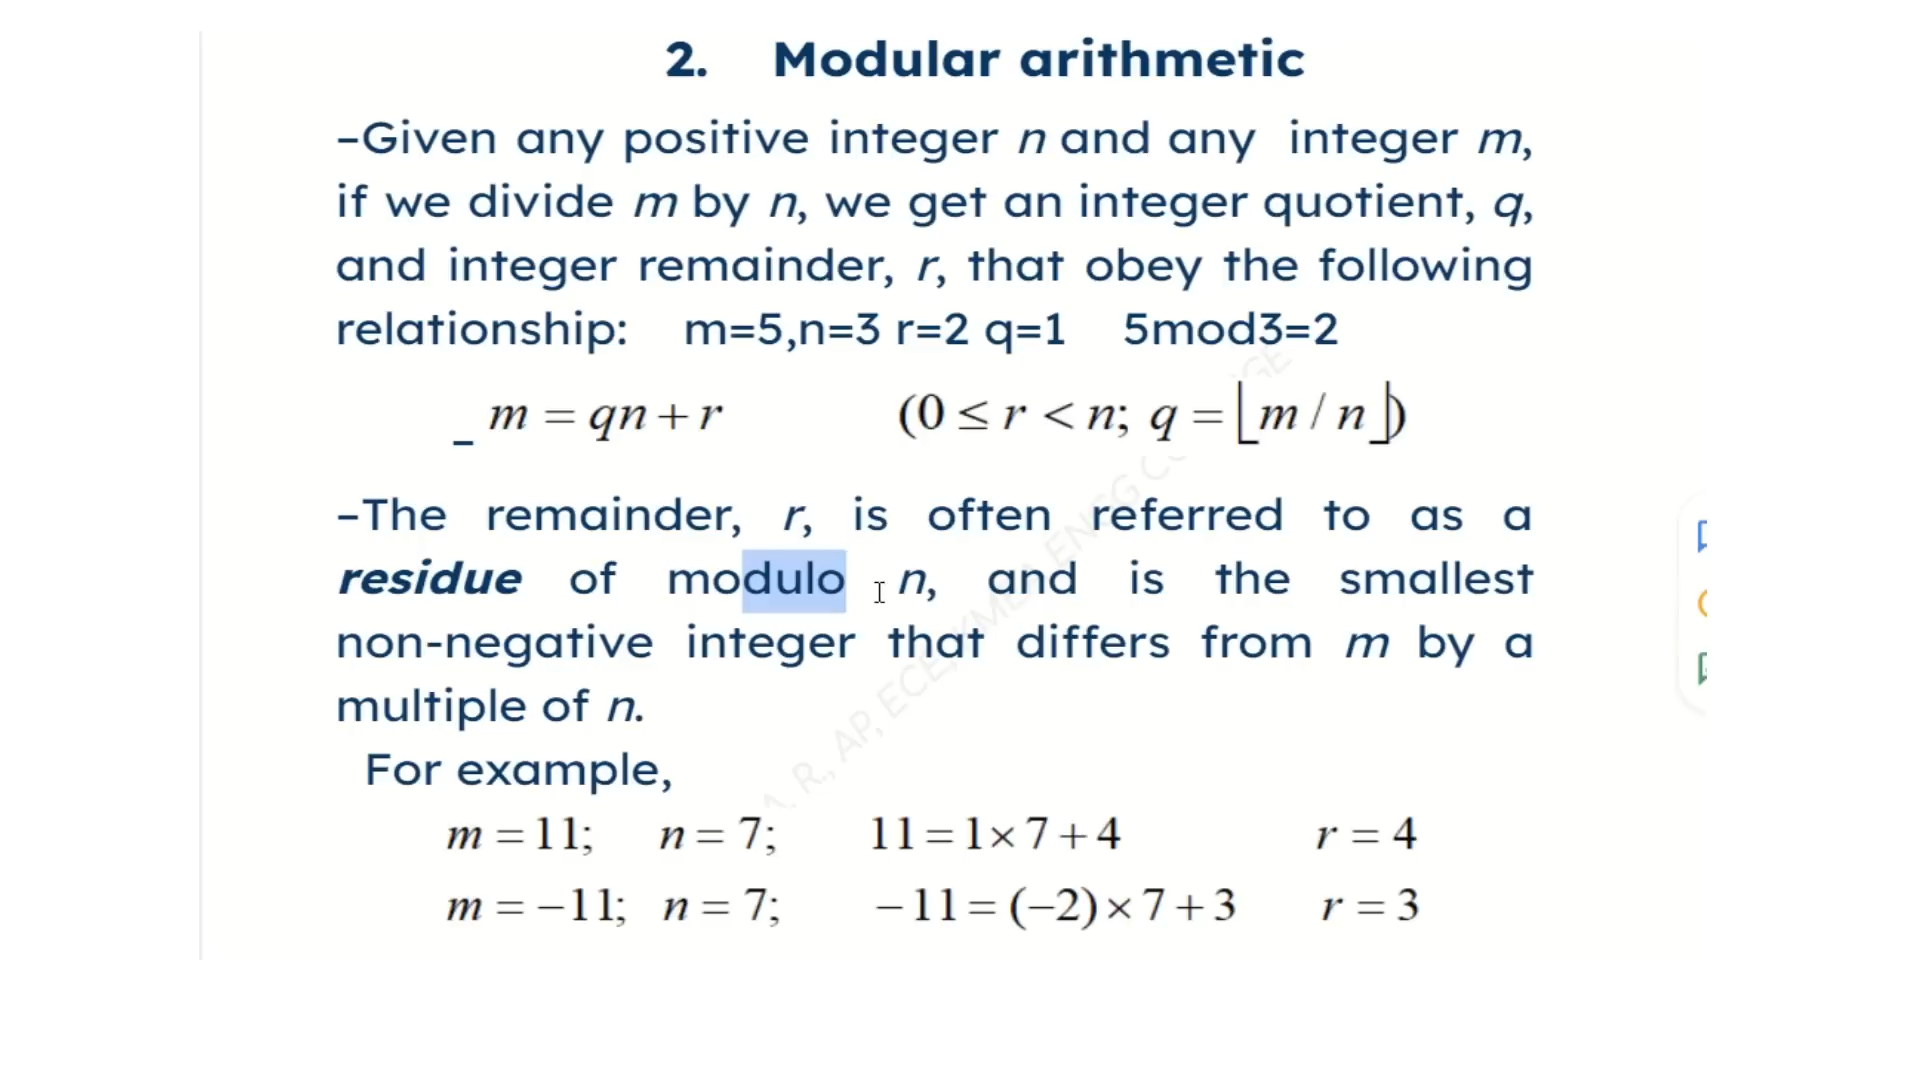 2. Modular arithmetic
–Given any positive integer n and any integer m,
if we divide m by n, we get an integer quotient, q,
and integer remainder, r, that obey the following
relationship: m=5,n=3 r=2 q=1 5mod3=2
– m = qn + r (0 ≤ r < n; q = ⌊m / n⌋)
–The remainder, r, is often referred to as a
residue of modulo n, and is the smallest
non-negative integer that differs from m by a
multiple of n.
For example,
m = 11; n = 7; 11 = 1 × 7 + 4 r = 4
m = −11; n = 7; −11 = (−2) × 7 + 3 r = 3
R., AP, ECE, ENGG